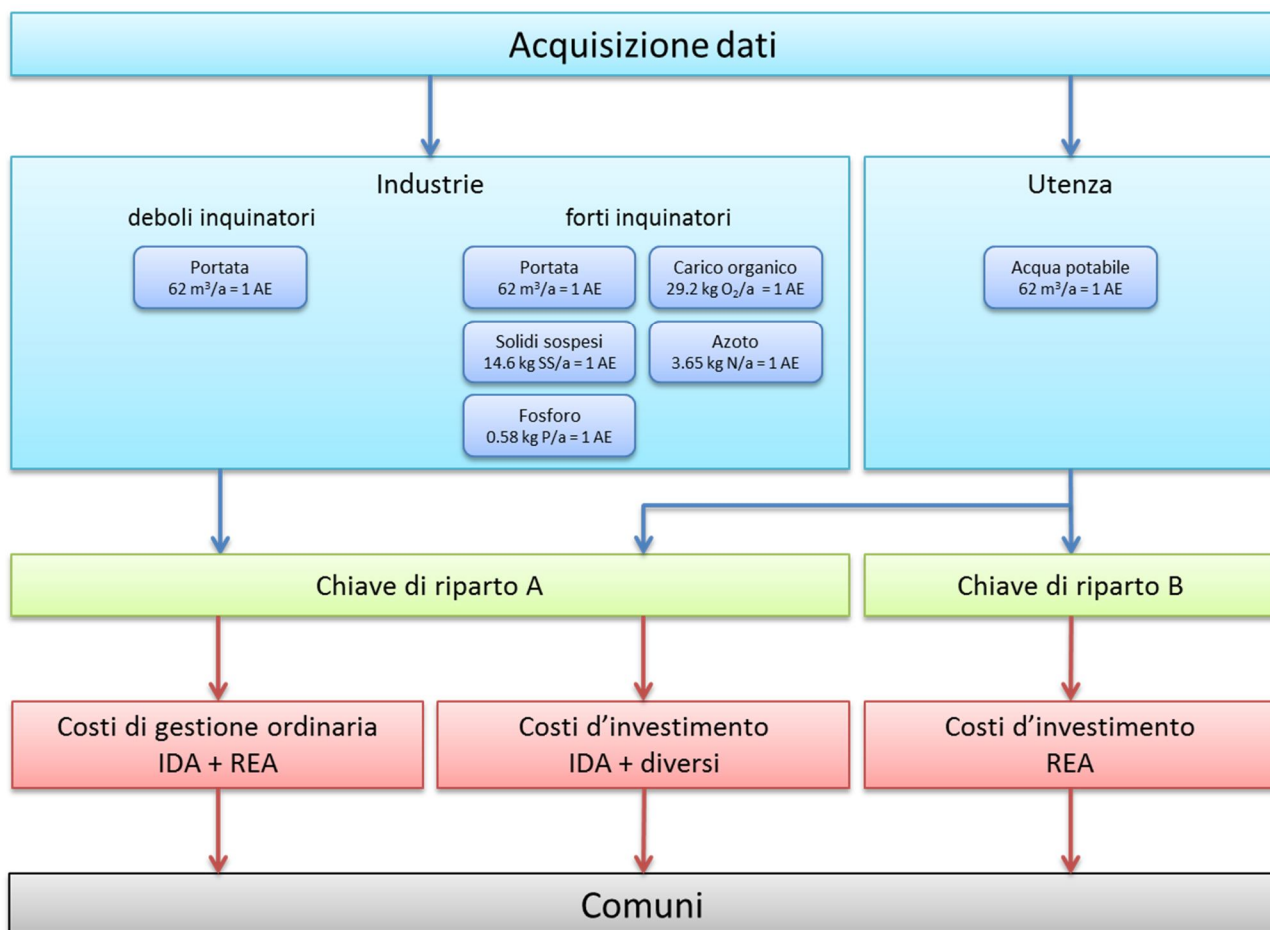 Acquisizione dati
Industrie
deboli inquinatori
forti inquinatori
Portata
62 m³/a = 1 AE
Portata
62 m³/a = 1 AE
Carico organico
29.2 kg O₂/a = 1 AE
Solidi sospesi
14.6 kg SS/a = 1 AE
Azoto
3.65 kg N/a = 1 AE
Fosforo
0.58 kg P/a = 1 AE
Utenza
Acqua potabile
62 m³/a = 1 AE
Chiave di riparto A
Chiave di riparto B
Costi di gestione ordinaria
IDA + REA
Costi d’investimento
IDA + diversi
Costi d’investimento
REA
Comuni